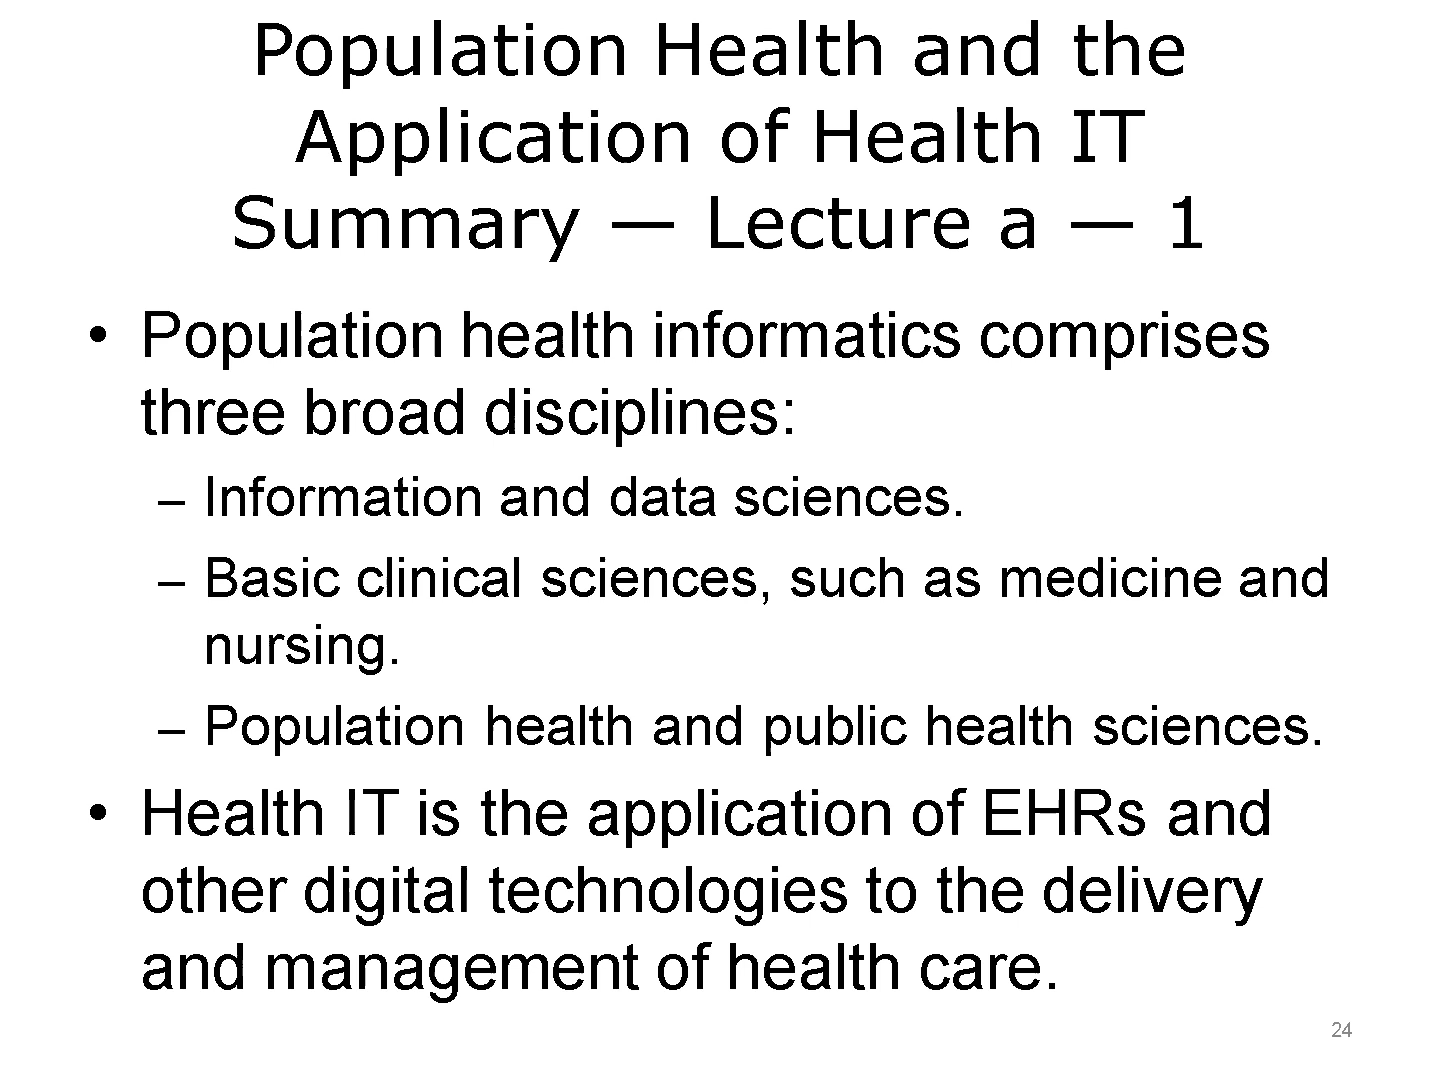 Population Health and the
Application of Health IT
Summary — Lecture a — 1
• Population health informatics comprises
three broad disciplines:
– Information and data sciences.
– Basic clinical sciences, such as medicine and
nursing.
– Population health and public health sciences.
• Health IT is the application of EHRs and
other digital technologies to the delivery
and management of health care.
24